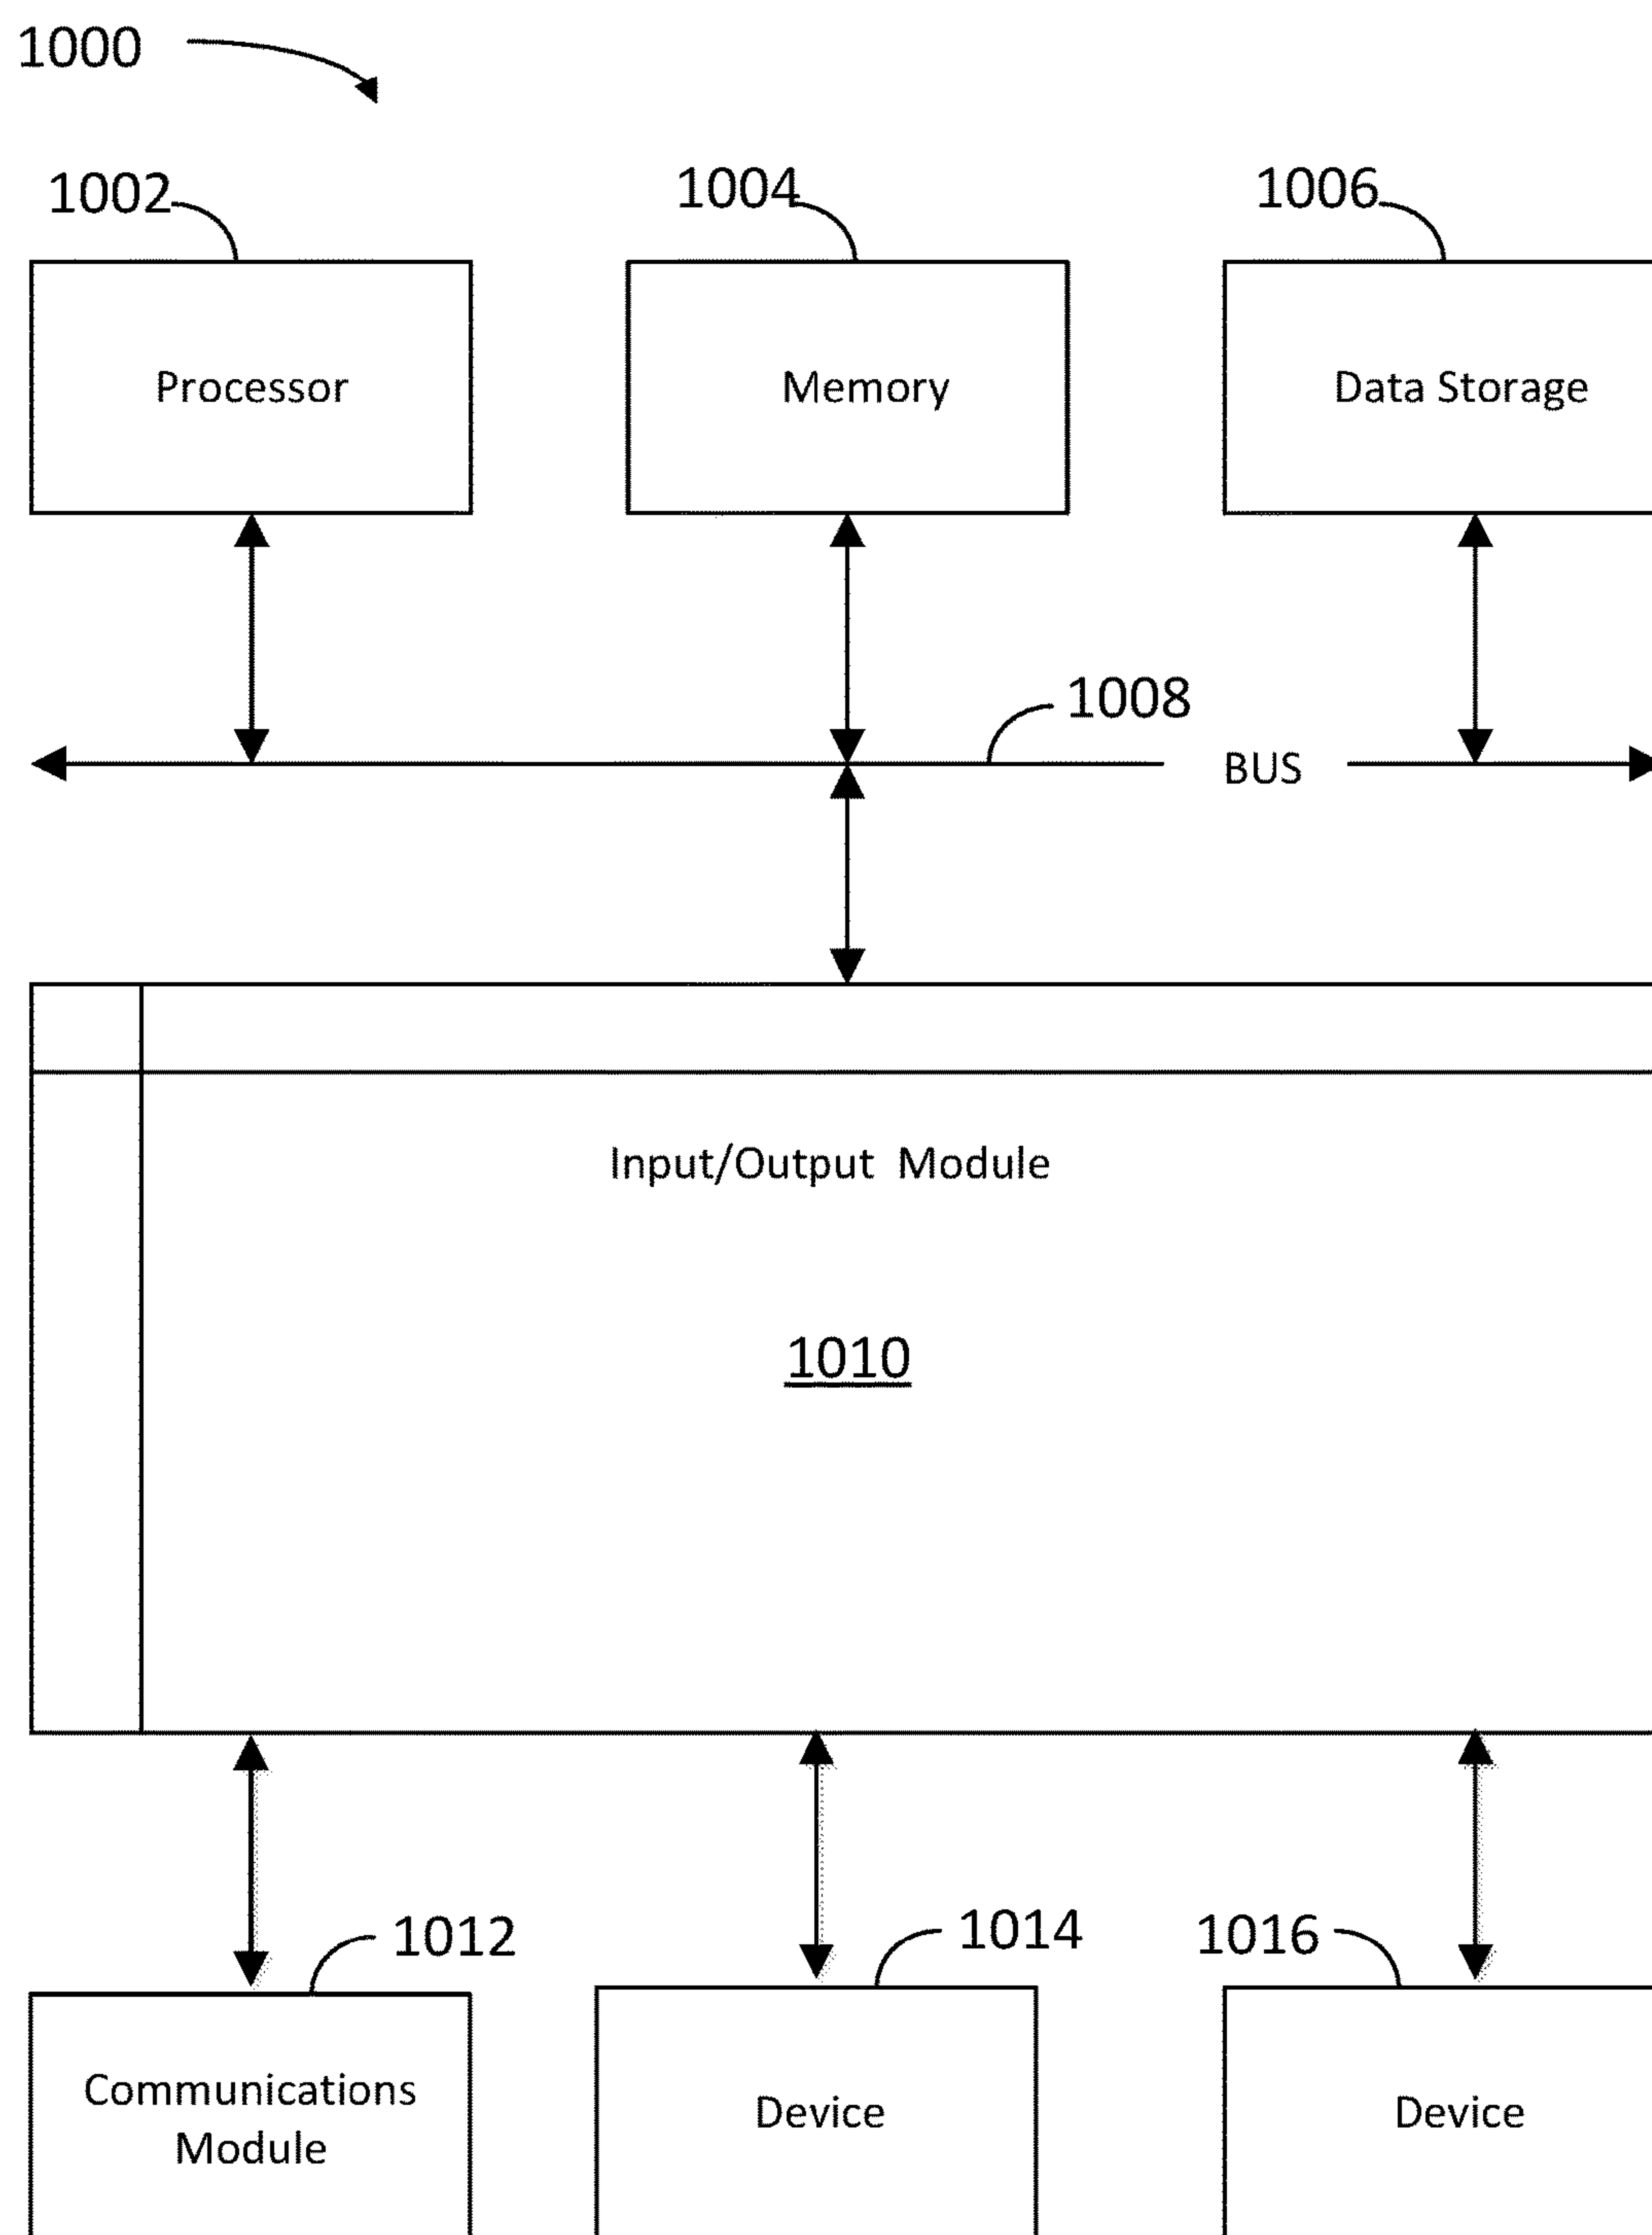 1000
1002
1004
1006
Processor
Memory
Data Storage
1008
BUS
Input/Output Module
1010
1012
1014
1016
Communications
Module
Device
Device